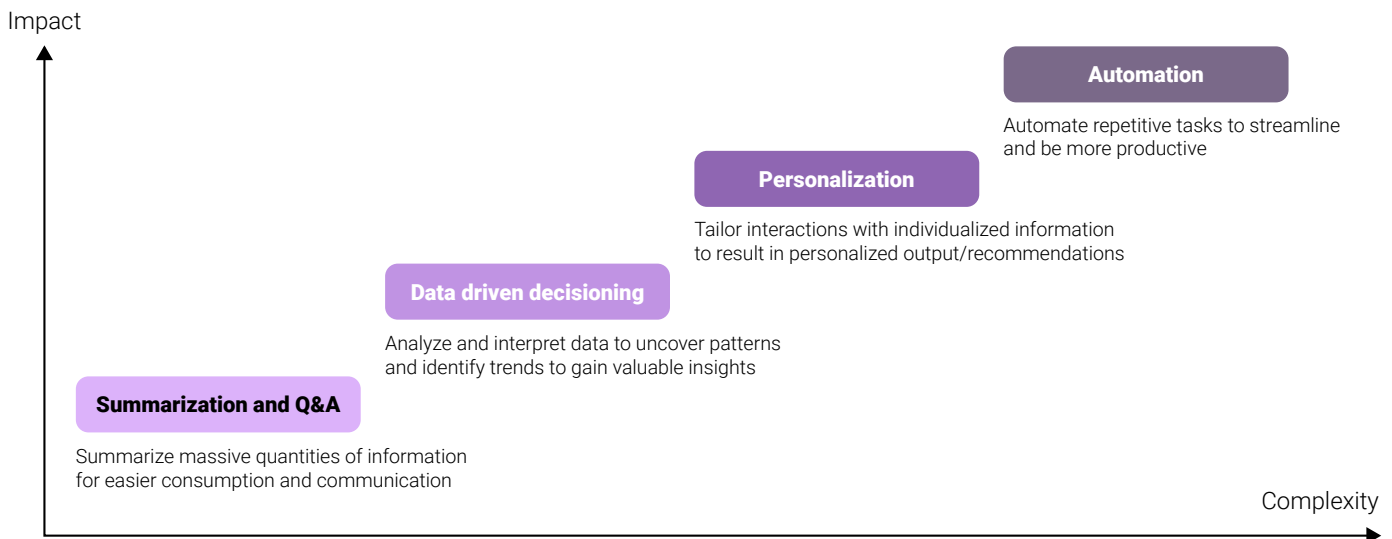 Impact
Automation
Automate repetitive tasks to streamline
and be more productive
Personalization
Tailor interactions with individualized information
to result in personalized output/recommendations
Data driven decisioning
Analyze and interpret data to uncover patterns
and identify trends to gain valuable insights
Summarization and Q&A
Summarize massive quantities of information
for easier consumption and communication
Complexity